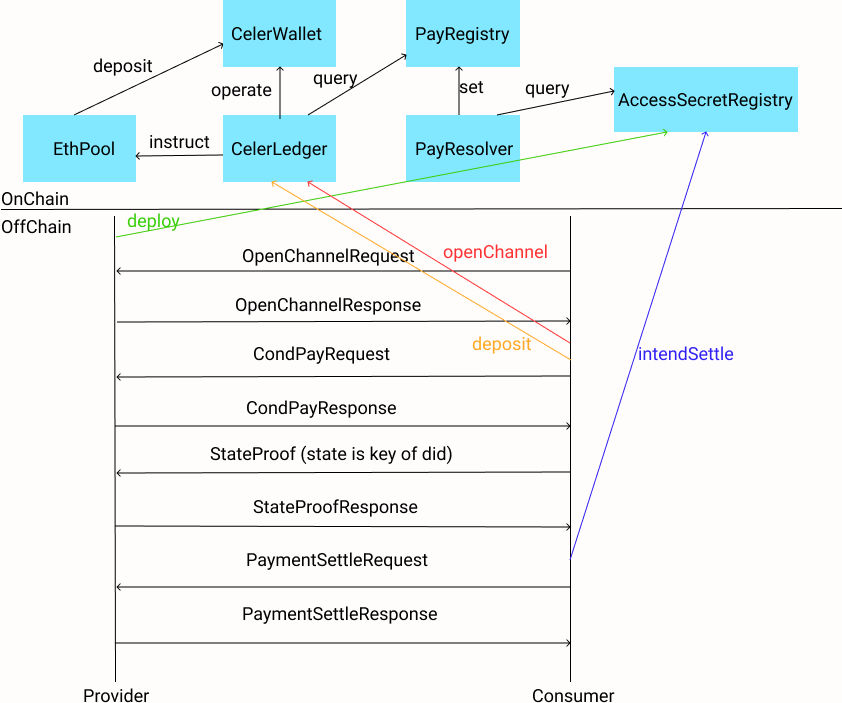 CelerWallet
PayRegistry
deposit
operate
query
set
query
AccessSecretRegistry
EthPool
instruct
CelerLedger
PayResolver
OnChain
OffChain
deploy
OpenChannelRequest
openChannel
OpenChannelResponse
deposit
CondPayRequest
intendSettle
CondPayResponse
StateProof (state is key of did)
StateProofResponse
PaymentSettleRequest
PaymentSettleResponse
Provider
Consumer